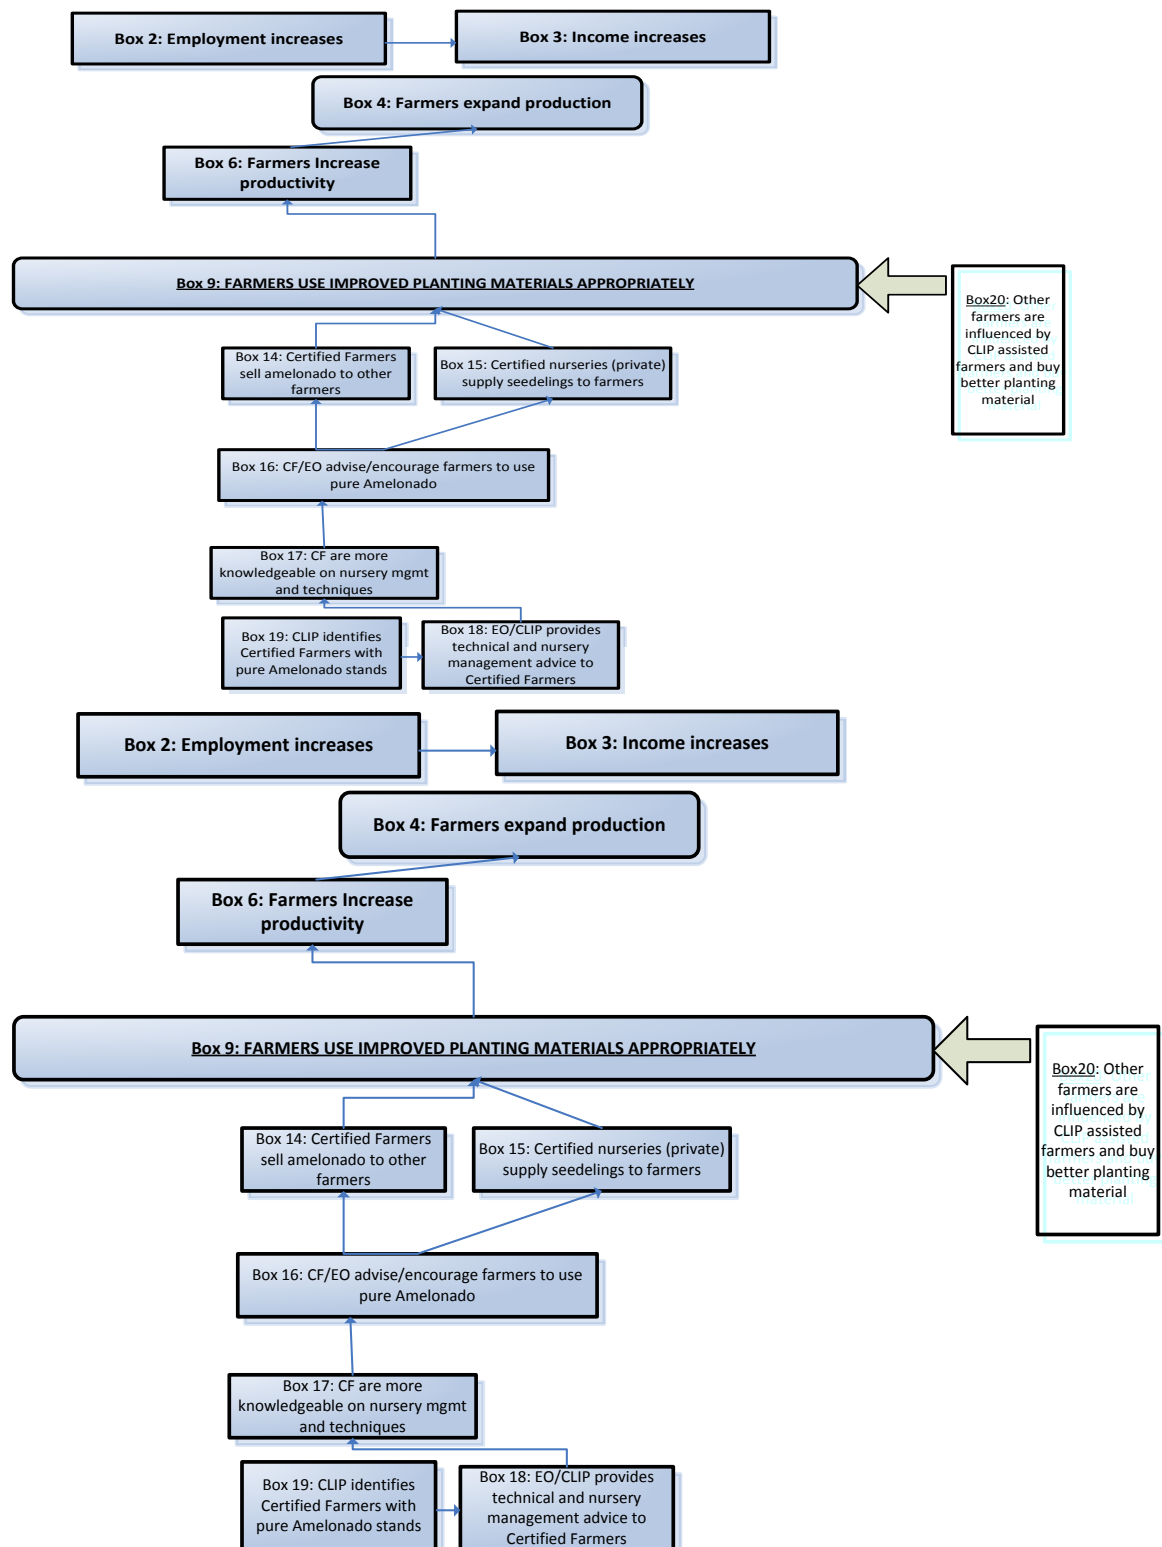 Box 2: Employment increases
Box 3: Income increases
Box 4: Farmers expand production
Box 6: Farmers Increase
productivity
Box 9: FARMERS USE IMPROVED PLANTING MATERIALS APPROPRIATELY
Box20: Other
farmers are
influenced by
CLIP assisted
farmers and buy
better planting
material
Box 14: Certified Farmers
sell amelonado to other
farmers
Box 15: Certified nurseries (private)
supply seedelings to farmers
Box 16: CF/EO advise/encourage farmers to use
pure Amelonado
Box 17: CF are more
knowledgeable on nursery mgmt
and techniques
Box 19: CLIP identifies
Certified Farmers with
pure Amelonado stands
Box 18: EO/CLIP provides
technical and nursery
management advice to
Certified Farmers
Box 2: Employment increases
Box 3: Income increases
Box 4: Farmers expand production
Box 6: Farmers Increase
productivity
Box 9: FARMERS USE IMPROVED PLANTING MATERIALS APPROPRIATELY
Box20: Other
farmers are
influenced by
CLIP assisted
farmers and buy
better planting
material
Box 14: Certified Farmers
sell amelonado to other
farmers
Box 15: Certified nurseries (private)
supply seedelings to farmers
Box 16: CF/EO advise/encourage farmers to use
pure Amelonado
Box 17: CF are more
knowledgeable on nursery mgmt
and techniques
Box 19: CLIP identifies
Certified Farmers with
pure Amelonado stands
Box 18: EO/CLIP provides
technical and nursery
management advice to
Certified Farmers